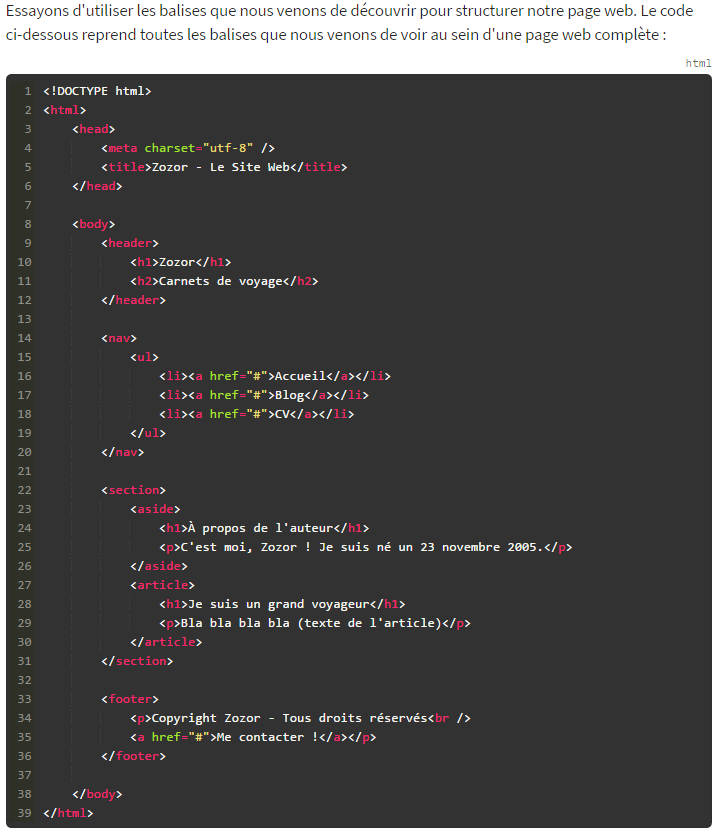 Essayons d'utiliser les balises que nous venons de découvrir pour structurer notre page web. Le code
ci-dessous reprend toutes les balises que nous venons de voir au sein d'une page web complète :
html
1 <!DOCTYPE html>
2 <html>
3     <head>
4         <meta charset="utf-8" />
5         <title>Zozor - Le Site Web</title>
6     </head>
7
8     <body>
9         <header>
10             <h1>Zozor</h1>
11             <h2>Carnets de voyage</h2>
12         </header>
13
14         <nav>
15             <ul>
16                 <li><a href="#">Accueil</a></li>
17                 <li><a href="#">Blog</a></li>
18                 <li><a href="#">CV</a></li>
19             </ul>
20         </nav>
21
22         <section>
23             <aside>
24                 <h1>À propos de l'auteur</h1>
25                 <p>C'est moi, Zozor ! Je suis né un 23 novembre 2005.</p>
26             </aside>
27             <article>
28                 <h1>Je suis un grand voyageur</h1>
29                 <p>Bla bla bla bla (texte de l'article)</p>
30             </article>
31         </section>
32
33         <footer>
34             <p>Copyright Zozor - Tous droits réservés<br />
35             <a href="#">Me contacter !</a></p>
36         </footer>
37
38     </body>
39 </html>